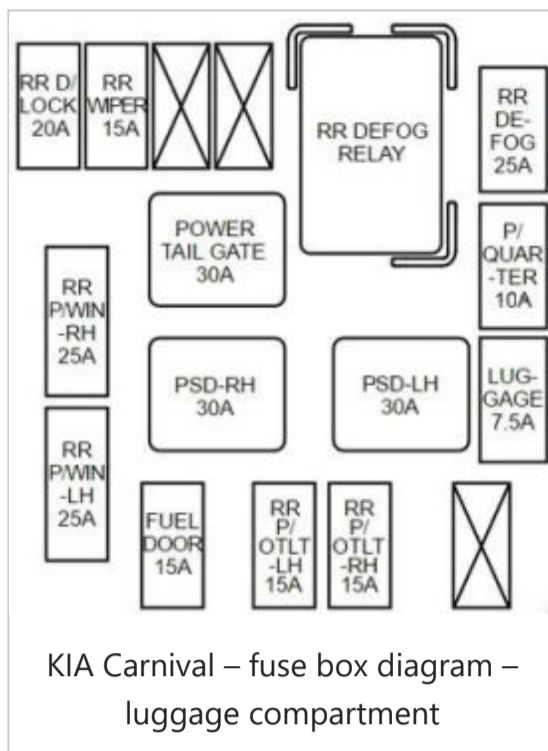 RR D/
LOCK
20A
RR
WIPER
15A
RR DEFOG
RELAY
RR
DE-
FOG
25A
POWER
TAIL GATE
30A
P/
QUAR
-TER
10A
RR
P/WIN
-RH
25A
PSD-RH
30A
PSD-LH
30A
LUG-
GAGE
7.5A
RR
P/WIN
-LH
25A
FUEL
DOOR
15A
RR
P/
OTLT
-LH
15A
RR
P/
OTLT
-RH
15A
KIA Carnival – fuse box diagram –
luggage compartment